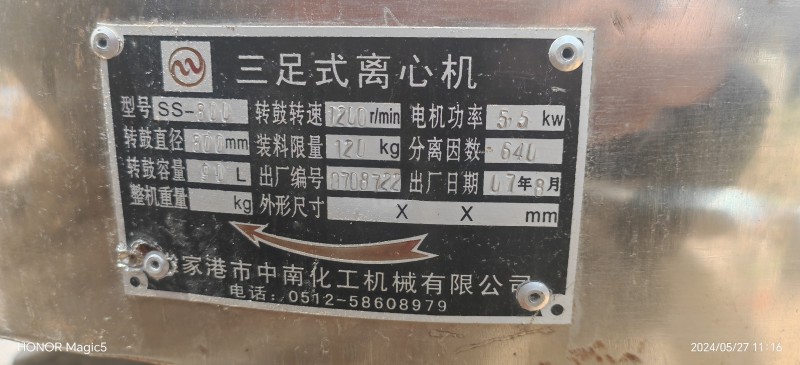 三足式离心机
型号 SS-800 转鼓转速 1200 r/min 电机功率 5.5 kw
转鼓直径 800 mm 装料限量 120 kg 分离因数 640
转鼓容量 90 L 出厂编号 0708722 出厂日期 07年8月
整机重量 kg 外形尺寸 X X mm
家港市中南化工机械有限公司
电话: 0512-58608979
HONOR Magic5
2024/05/27 11:16